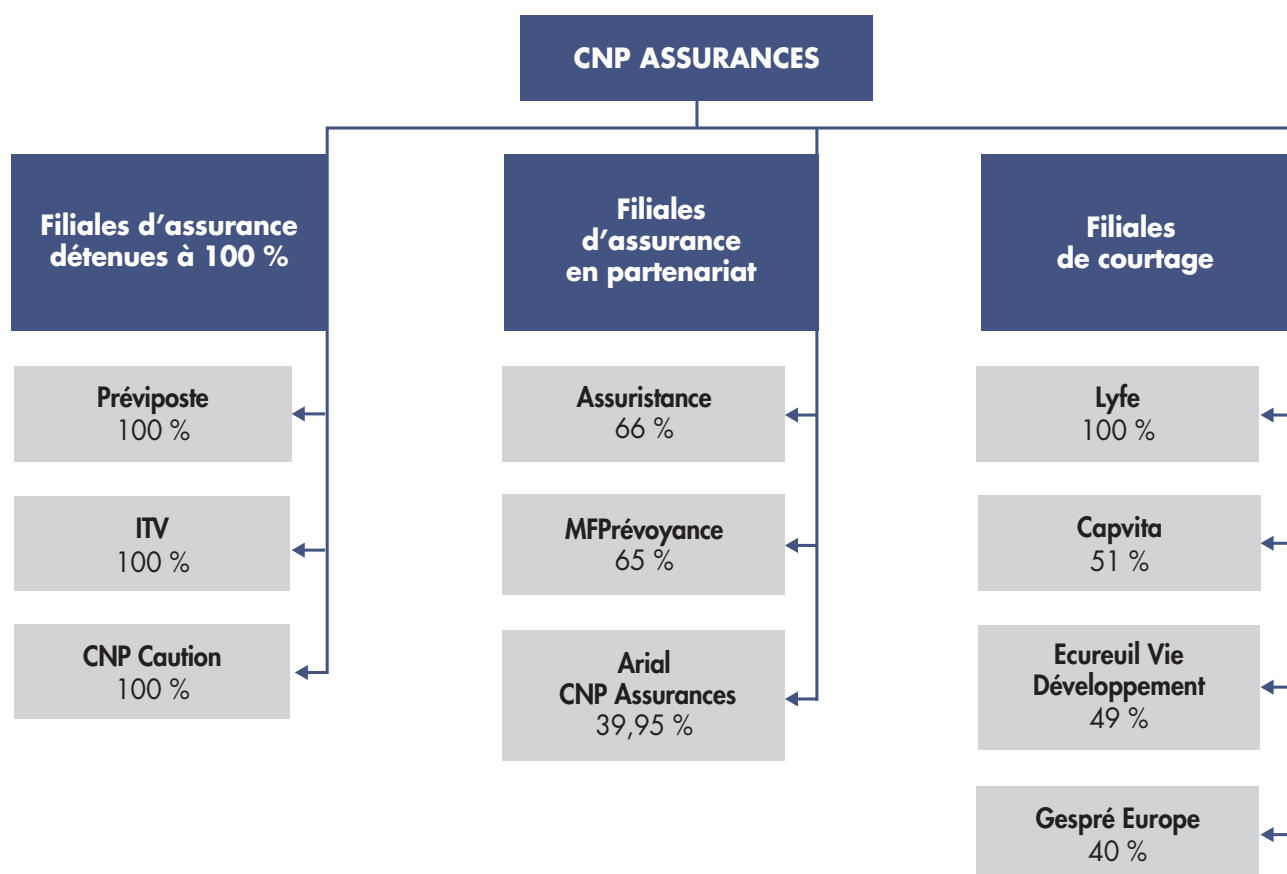 CNP ASSURANCES
Filiales d’assurance
détenues à 100 %
Préviposte
100 %
ITV
100 %
CNP Caution
100 %
Filiales
d’assurance
en partenariat
Assuristance
66 %
MFPrévoyance
65 %
Arial
CNP Assurances
39,95 %
Filiales
de courtage
Lyfe
100 %
Capvita
51 %
Ecureuil Vie
Développement
49 %
Gespré Europe
40 %